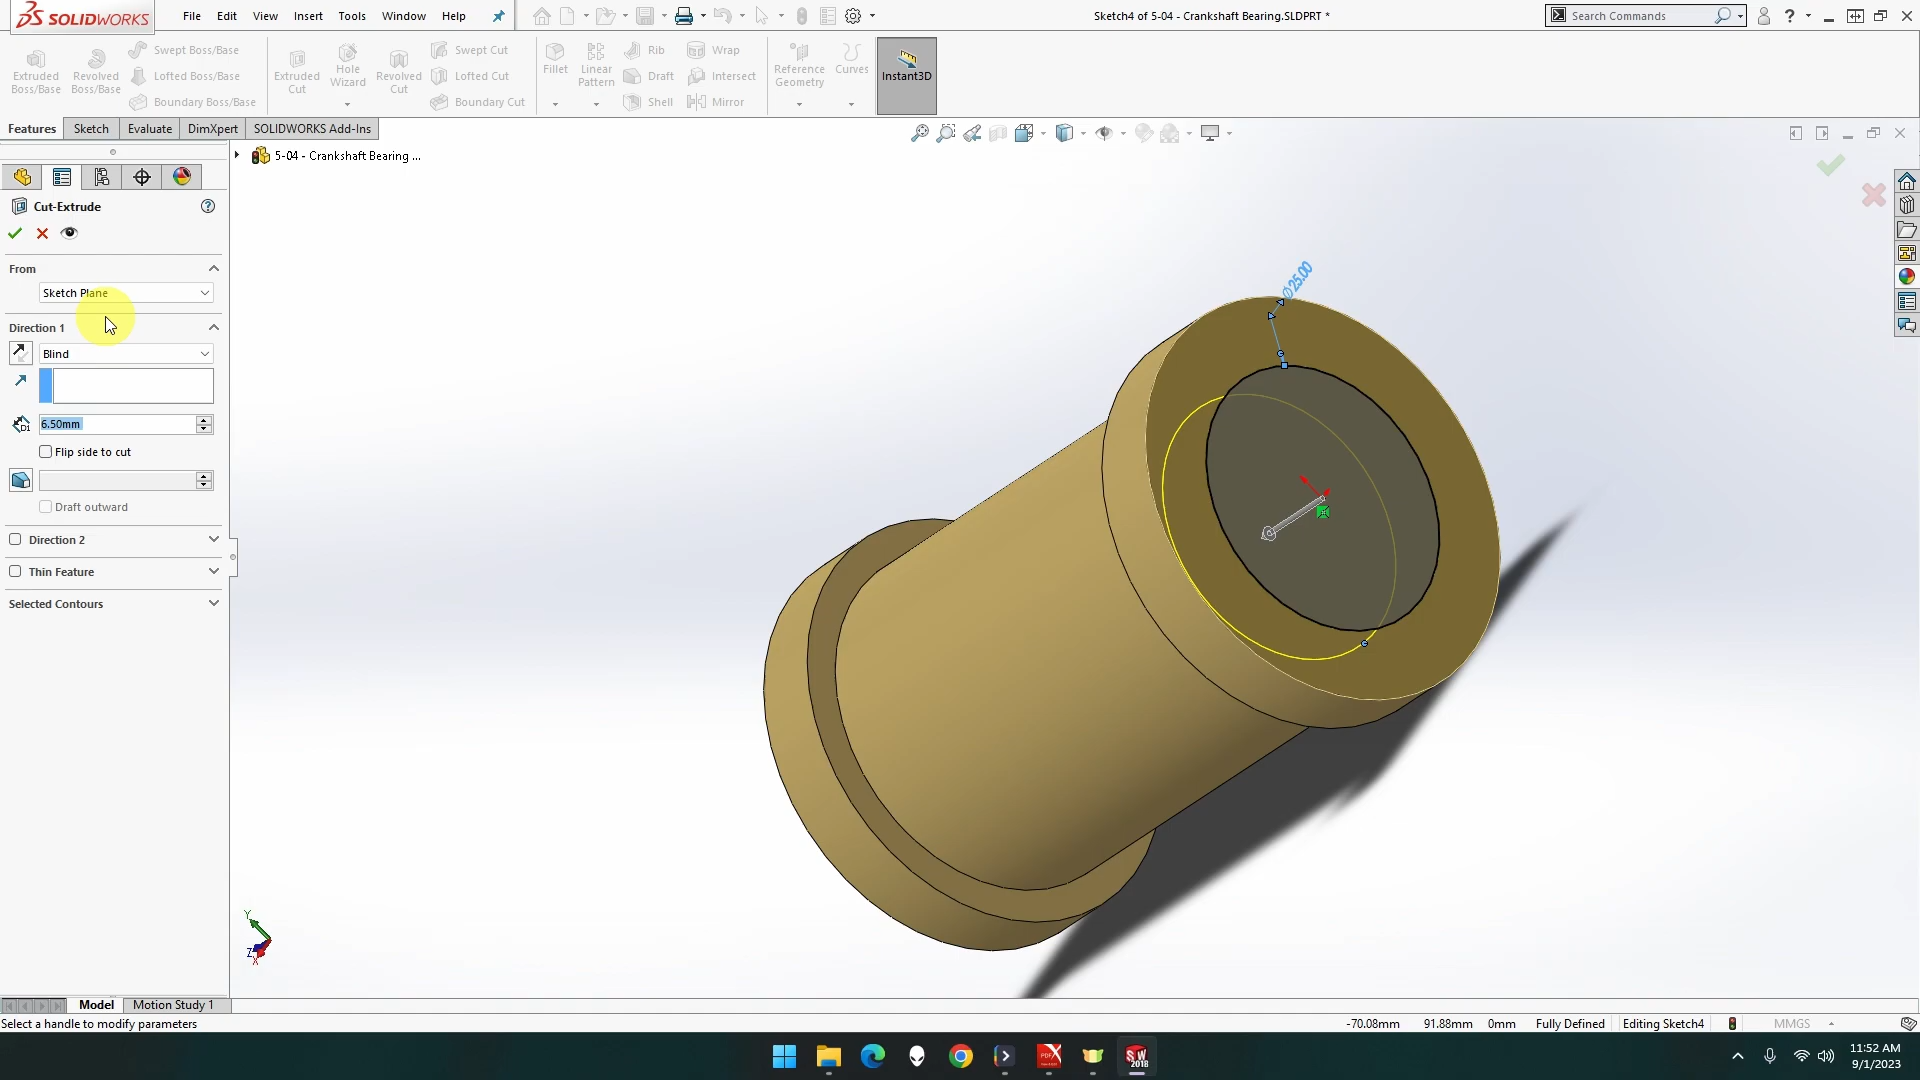 SOLIDWORKS
File Edit View Insert Tools Window Help
Sketch4 of 5-04 - Crankshaft Bearing.SLDPRT *
Search Commands
Extruded Boss/Base
Revolved Boss/Base
Swept Boss/Base
Lofted Boss/Base
Boundary Boss/Base
Extruded Cut
Hole Wizard
Revolved Cut
Swept Cut
Lofted Cut
Boundary Cut
Fillet
Linear Pattern
Rib
Draft
Shell
Wrap
Intersect
Mirror
Reference Geometry
Curves
Instant3D
Features Sketch Evaluate DimXpert SOLIDWORKS Add-Ins
5-04 - Crankshaft Bearing ...
Cut-Extrude
From
Sketch Plane
Direction 1
Blind
D1
6.50mm
Flip side to cut
Draft outward
Direction 2
Thin Feature
Selected Contours
Ø25.00
Y
Z
X
Model Motion Study 1
Select a handle to modify parameters
-70.08mm 91.88mm 0mm Fully Defined Editing Sketch4 MMGS
SW 2018
11:52 AM
9/1/2023